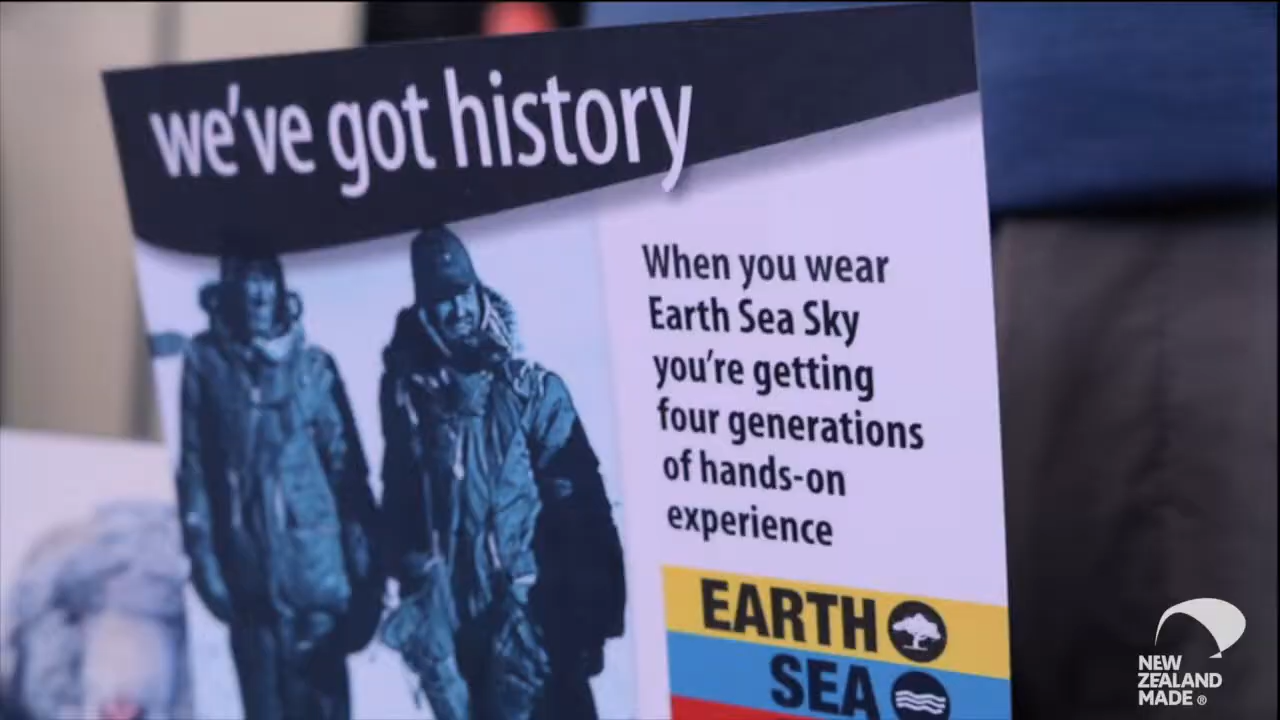 we've got history
When you wear
Earth Sea Sky
you're getting
four generations
of hands-on
experience
EARTH
SEA
NEW
ZEALAND
MADE ®